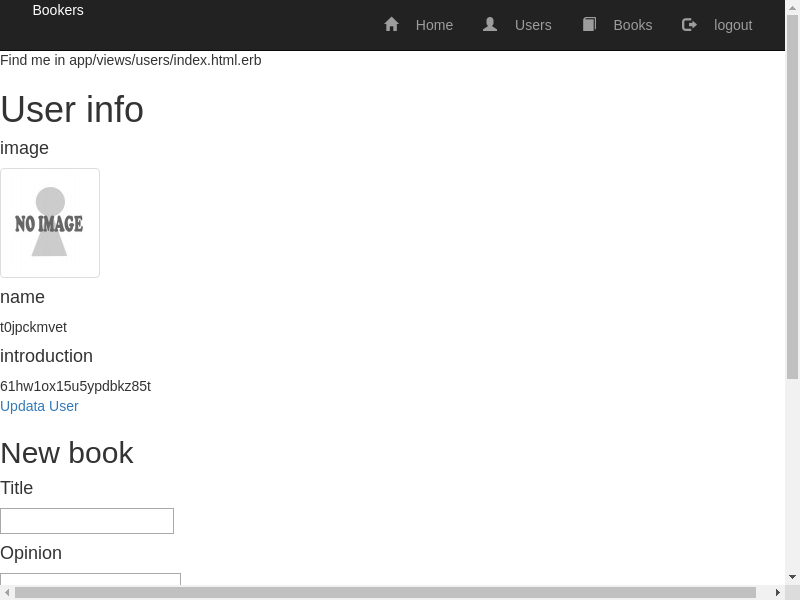 Bookers
Home Users Books logout
Find me in app/views/users/index.html.erb
User info
image
NO IMAGE
name
t0jpckmvet
introduction
61hw1ox15u5ypdbkz85t
Updata User
New book
Title
Opinion